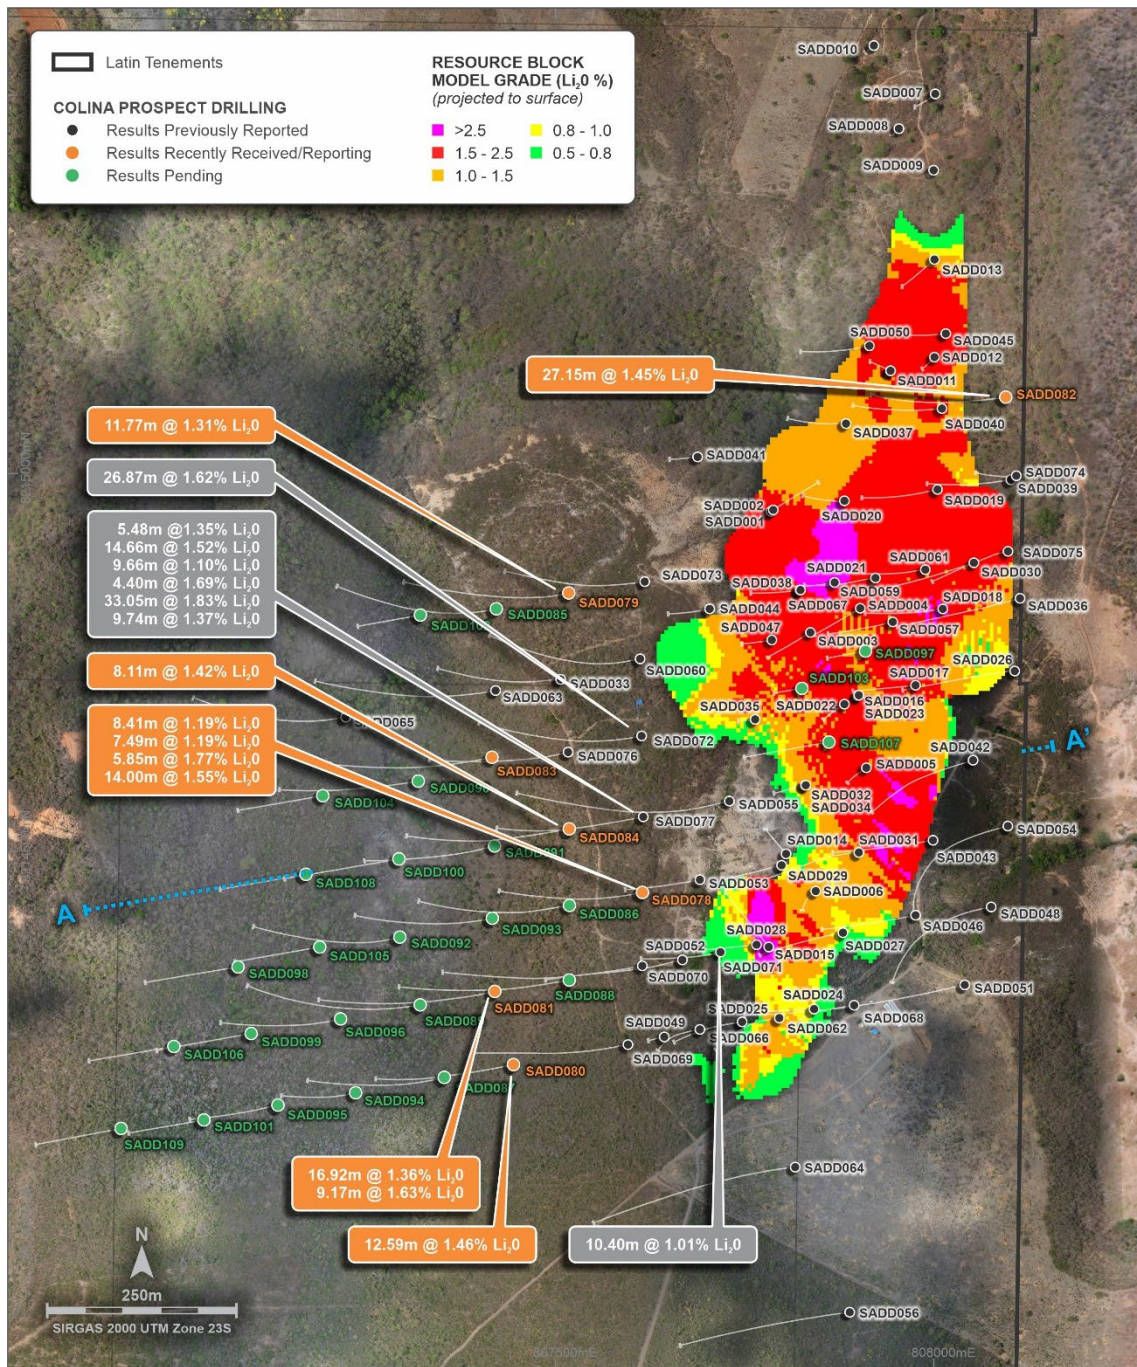 Latin Tenements
COLINA PROSPECT DRILLING
Results Previously Reported
Results Recently Received/Reporting
Results Pending
RESOURCE BLOCK
MODEL GRADE (Li₂0 %)
(projected to surface)
>2.5
1.5 - 2.5
1.0 - 1.5
0.8 - 1.0
0.5 - 0.8
SADD010
SADD007
SADD008
SADD009
SADD013
SADD050
SADD045
SADD012
SADD011
27.15m @ 1.45% Li₂0
SADD082
SADD040
SADD037
11.77m @ 1.31% Li₂0
SADD041
26.87m @ 1.62% Li₂0
SADD074
SADD039
SADD019
SADD002
SADD001
SADD020
5.48m @1.35% Li₂0
14.66m @ 1.52% Li₂0
9.66m @ 1.10% Li₂0
4.40m @ 1.69% Li₂0
33.05m @ 1.83% Li₂0
9.74m @ 1.37% Li₂0
SADD075
SADD061
SADD021
SADD030
SADD073
SADD038
SADD059
SADD079
SADD067
SADD004
SADD018
SADD036
SADD085
SADD044
SADD047
SADD003
SADD057
SADD097
SADD026
SADD060
8.11m @ 1.42% Li₂0
SADD033
SADD063
SADD103
SADD017
SADD016
SADD022
SADD023
SADD035
SADD065
8.41m @ 1.19% Li₂0
7.49m @ 1.19% Li₂0
5.85m @ 1.77% Li₂0
14.00m @ 1.55% Li₂0
SADD072
SADD107
A'
SADD042
SADD076
SADD083
SADD005
SADD104
SADD032
SADD034
SADD055
SADD077
SADD084
SADD054
SADD031
SADD014
SADD043
SADD100
SADD108
SADD029
SADD053
SADD006
SADD078
A
SADD086
SADD048
SADD093
SADD046
SADD028
SADD027
SADD092
SADD052
SADD015
SADD105
SADD071
SADD070
SADD098
SADD088
SADD051
SADD081
SADD024
SADD025
SADD068
SADD096
SADD062
SADD049
SADD099
SADD066
SADD106
SADD069
SADD080
SADD094
SADD095
SADD101
SADD109
SADD064
16.92m @ 1.36% Li₂0
9.17m @ 1.63% Li₂0
12.59m @ 1.46% Li₂0
10.40m @ 1.01% Li₂0
N
250m
SIRGAS 2000 UTM Zone 23S
SADD056
807500mE
808000mE